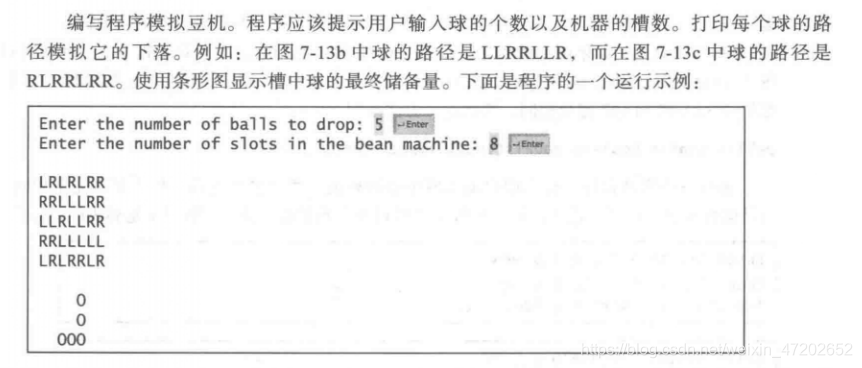 编写程序模拟豆机。程序应该提示用户输入球的个数以及机器的槽数。打印每个球的路
径模拟它的下落。例如：在图 7-13b 中球的路径是 LLRRLLR，而在图 7-13c 中球的路径是
RLRRLRR。使用条形图显示槽中球的最终储备量。下面是程序的一个运行示例：
Enter the number of balls to drop: 5 ↵Enter
Enter the number of slots in the bean machine: 8 ↵Enter
LRLRLRR
RRLLLRR
LLRLLRR
RRLLLLL
LRLRRLR
O
O
OOO
https://blog.csdn.net/weixin_47202652